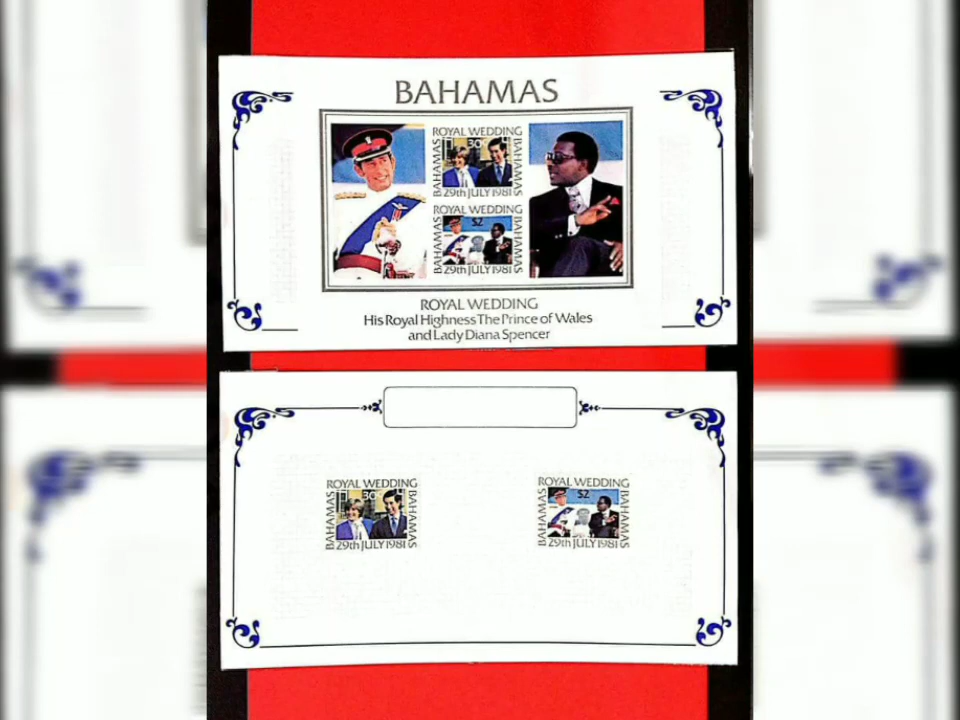 BAHAMAS
ROYAL WEDDING
30c
BAHAMAS
BAHAMAS
29th JULY 1981
ROYAL WEDDING
$2
BAHAMAS
BAHAMAS
29th JULY 1981
ROYAL WEDDING
His Royal Highness The Prince of Wales
and Lady Diana Spencer
ROYAL WEDDING
30c
BAHAMAS
BAHAMAS
29th JULY 1981
ROYAL WEDDING
$2
BAHAMAS
BAHAMAS
29th JULY 1981